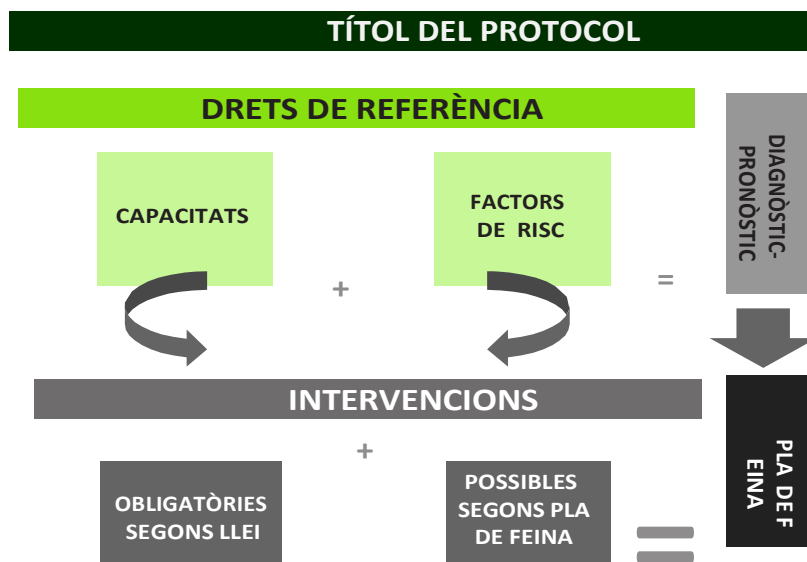 TÍTOL DEL PROTOCOL
DRETS DE REFERÈNCIA
CAPACITATS
+
FACTORS
DE RISC
=
DIAGNÒSTIC-
PRONÒSTIC
INTERVENCIONS
+
OBLIGATÒRIES
SEGONS LLEI
POSSIBLES
SEGONS PLA
DE FEINA
=
PLA DE F
EINA